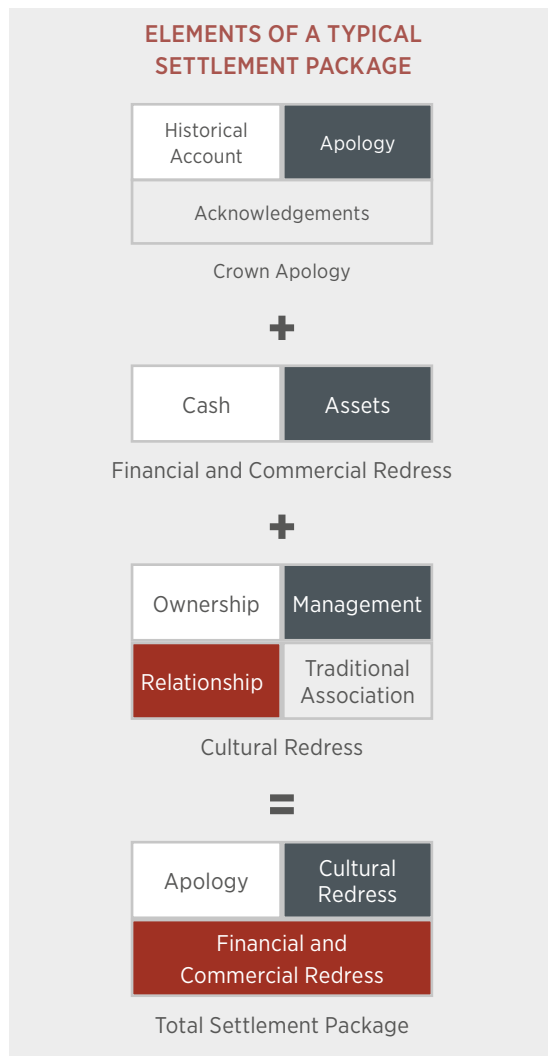 ELEMENTS OF A TYPICAL
SETTLEMENT PACKAGE
Historical
Account
Apology
Acknowledgements
Crown Apology
+
Cash
Assets
Financial and Commercial Redress
+
Ownership
Management
Relationship
Traditional
Association
Cultural Redress
=
Apology
Cultural
Redress
Financial and
Commercial Redress
Total Settlement Package